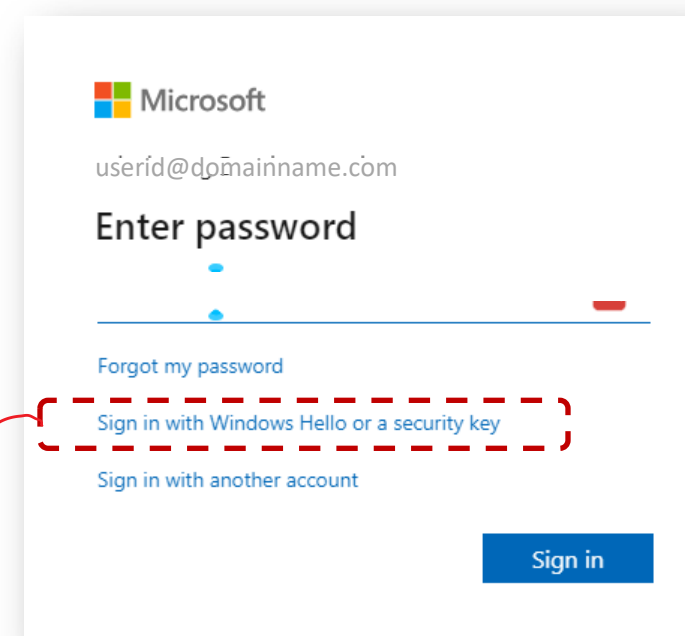 Microsoft
userid@domainname.com
Enter password
Forgot my password
Sign in with Windows Hello or a security key
Sign in with another account
Sign in